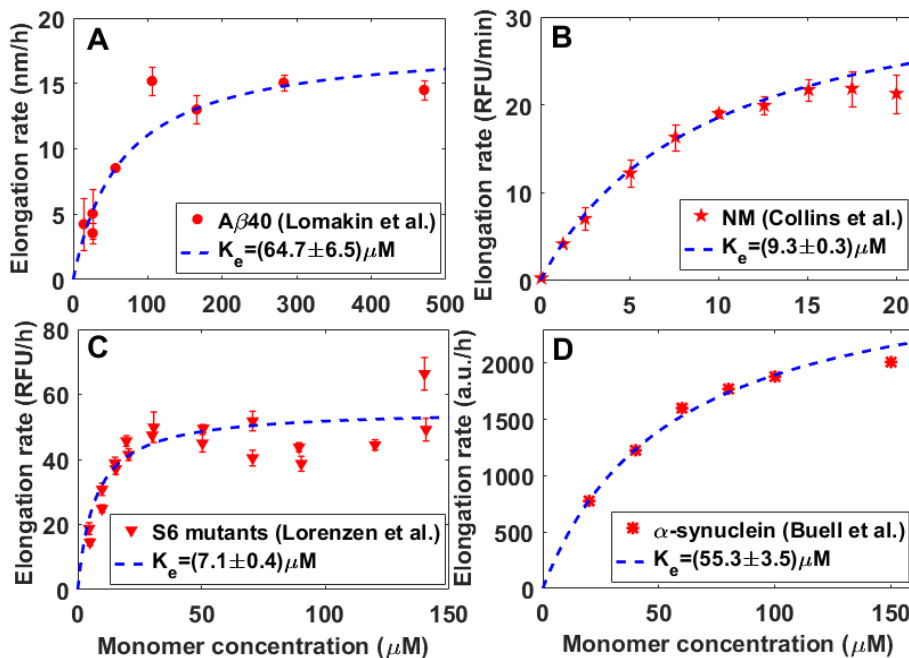 A
Elongation rate (nm/h)
20
15
10
5
0
Aβ40 (Lomakin et al.)
Kₑ=(64.7±6.5)μM
0 100 200 300 400 500
B
Elongation rate (RFU/min)
30
20
10
0
NM (Collins et al.)
Kₑ=(9.3±0.3)μM
0 5 10 15 20
C
Elongation rate (RFU/h)
80
60
40
20
0
S6 mutants (Lorenzen et al.)
Kₑ=(7.1±0.4)μM
0 50 100 150
Monomer concentration (μM)
D
Elongation rate (a.u./h)
2000
1500
1000
500
0
α-synuclein (Buell et al.)
Kₑ=(55.3±3.5)μM
0 50 100 150
Monomer concentration (μM)